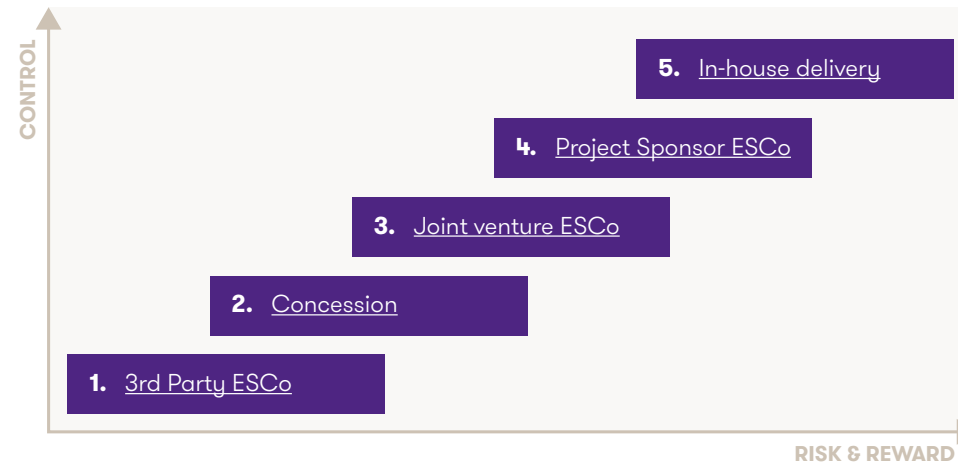 CONTROL
5. In-house delivery
4. Project Sponsor ESCo
3. Joint venture ESCo
2. Concession
1. 3rd Party ESCo
RISK & REWARD